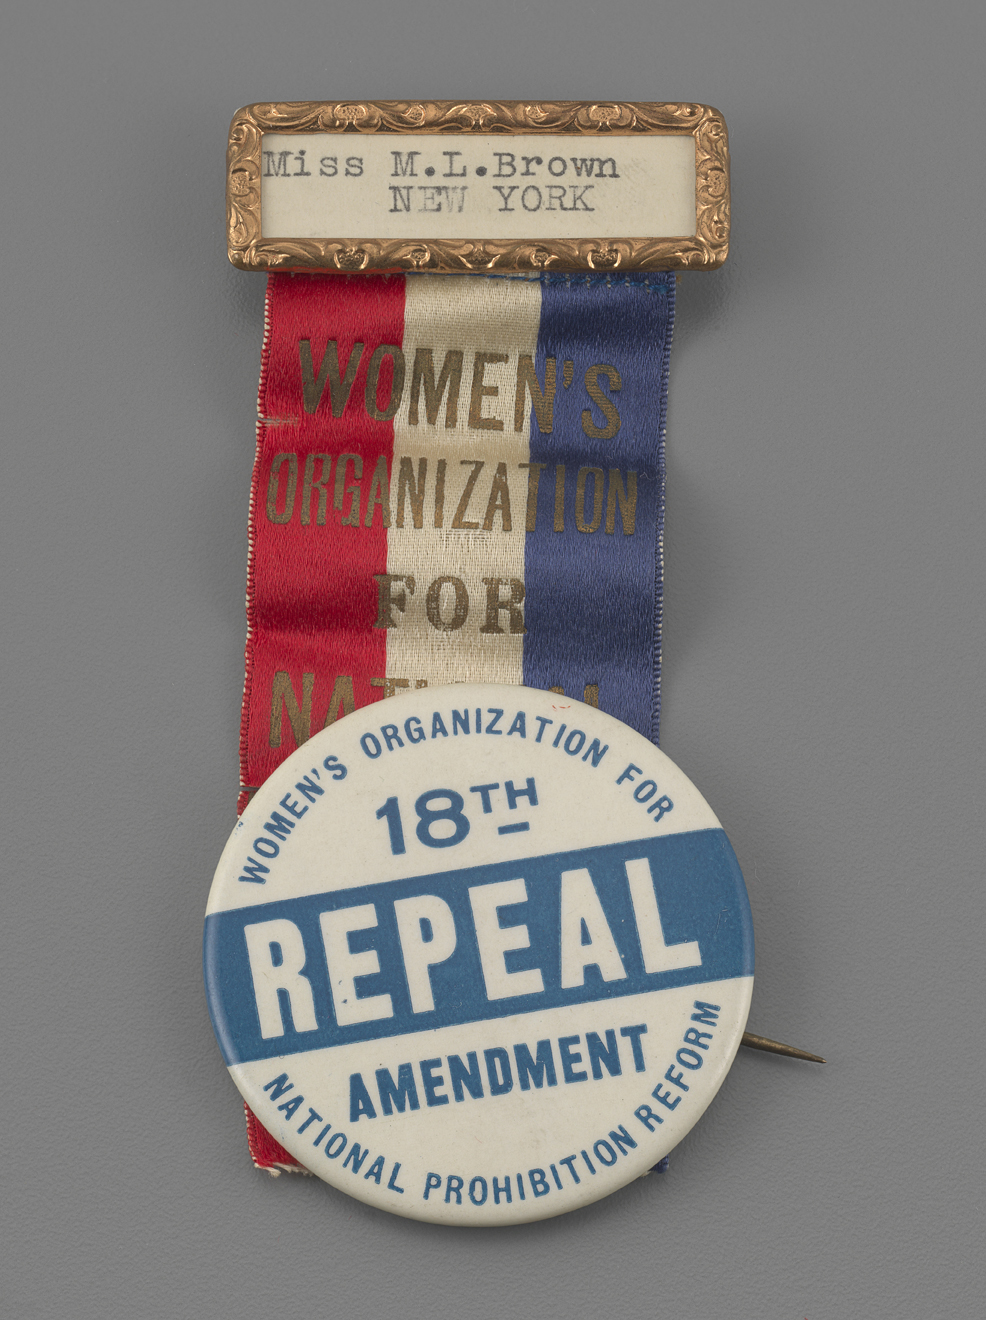 Miss M.L.Brown
NEW YORK
WOMEN'S
ORGANIZATION
FOR
WOMEN'S ORGANIZATION FOR
18TH
REPEAL
AMENDMENT
NATIONAL PROHIBITION REFORM